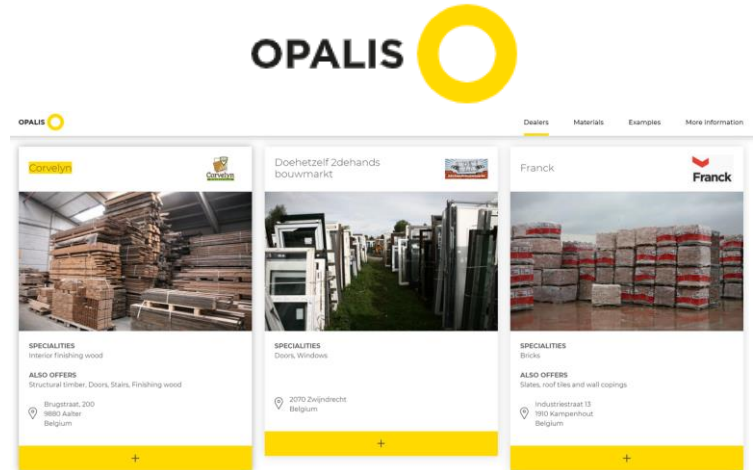 OPALIS
OPALIS
Dealers Materials Examples More information
Corvelyn
Corvelyn
Doehetzelf 2dehands
bouwmarkt
Franck
Franck
SPECIALITIES
Interior finishing wood
ALSO OFFERS
Structural timber, Doors, Stairs, Finishing wood
Brugstraat, 200
9880 Aalter
Belgium
+
SPECIALITIES
Doors, Windows
2070 Zwijndrecht
Belgium
+
SPECIALITIES
Bricks
ALSO OFFERS
Slates, roof tiles and wall copings
Industriestraat 13
1910 Kampenhout
Belgium
+